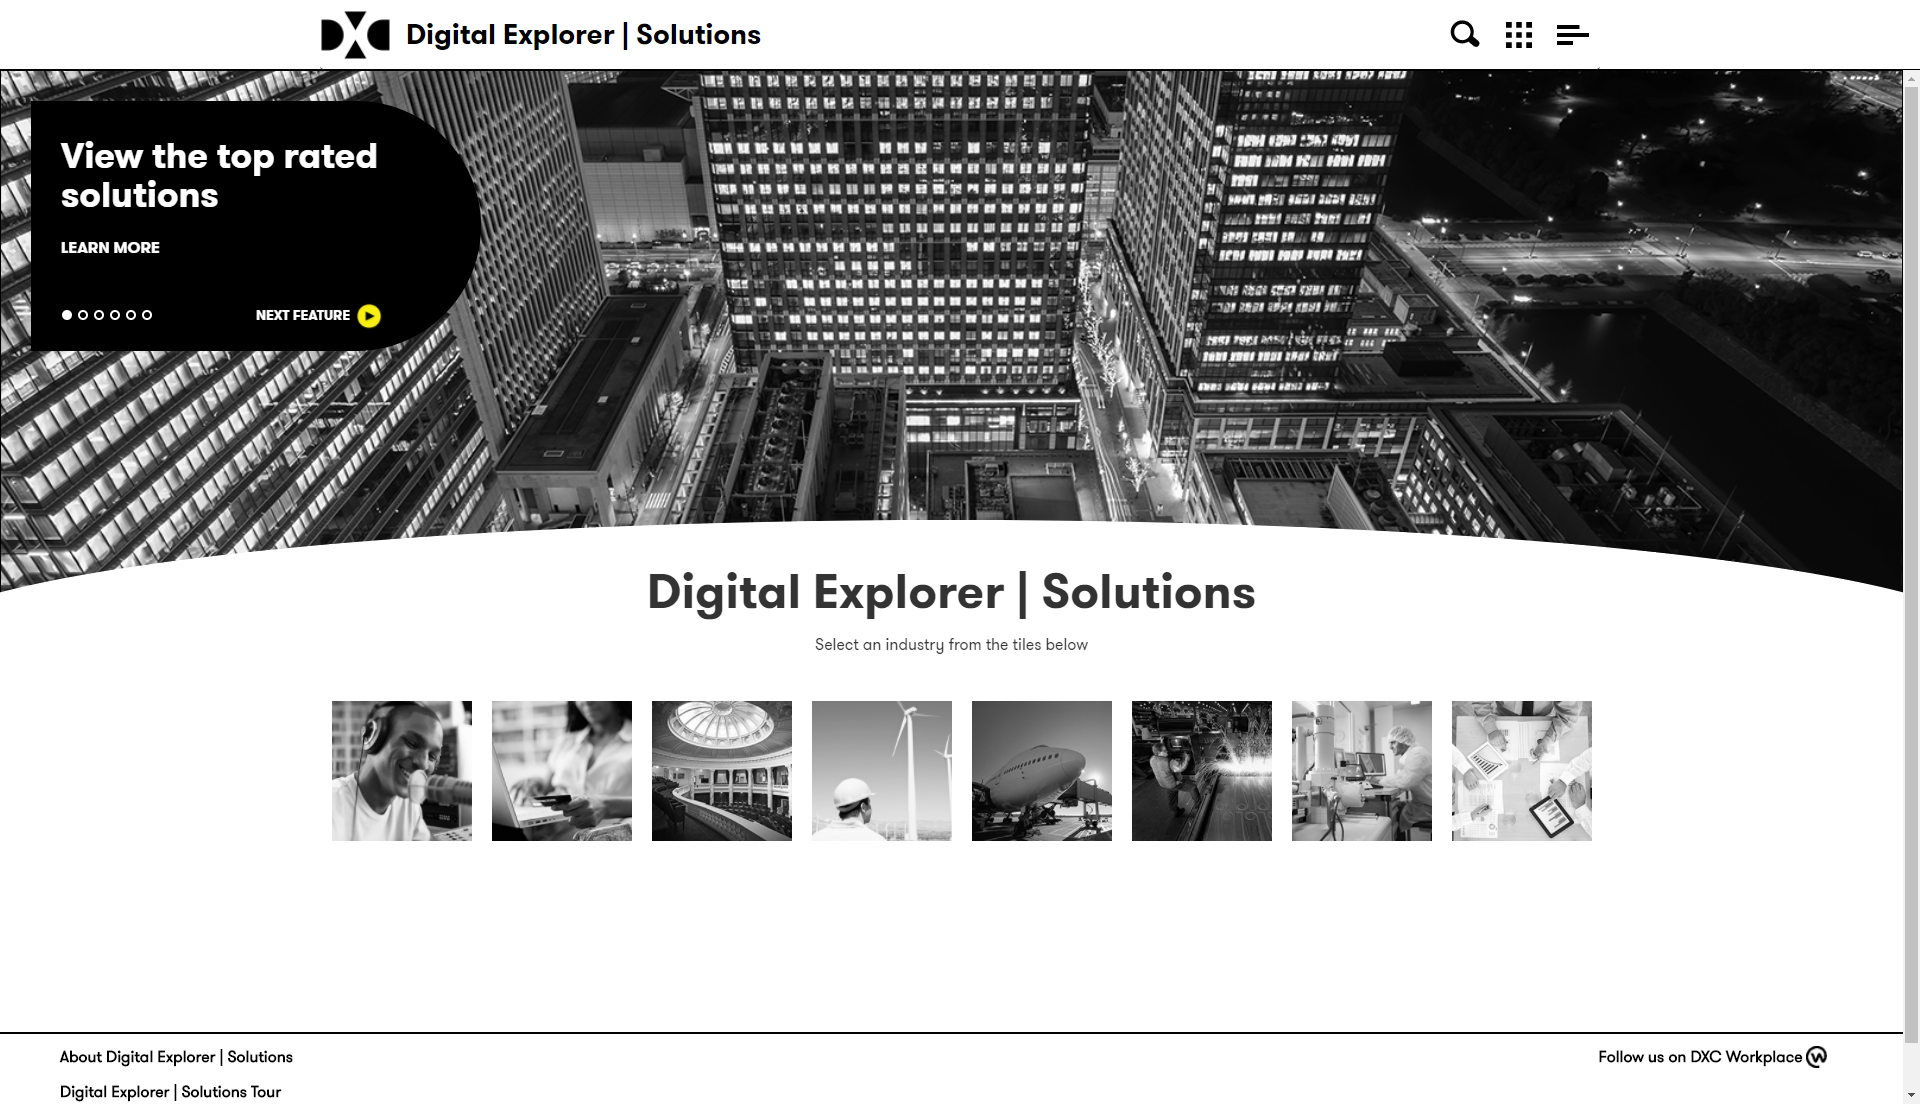 DXC Digital Explorer | Solutions
View the top rated
solutions
LEARN MORE
NEXT FEATURE
Digital Explorer | Solutions
Select an industry from the tiles below
About Digital Explorer | Solutions
Follow us on DXC Workplace
Digital Explorer | Solutions Tour